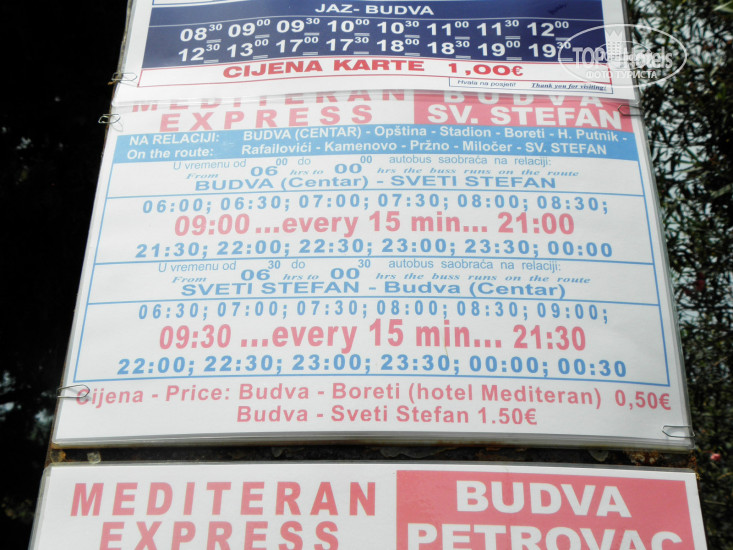 JAZ- BUDVA
08³⁰ 09⁰⁰ 09³⁰ 10⁰⁰ 10³⁰ 11⁰⁰ 11³⁰ 12⁰⁰
12³⁰ 13⁰⁰ 17⁰⁰ 17³⁰ 18⁰⁰ 18³⁰ 19⁰⁰ 19³⁰
CIJENA KARTE 1,00€
Hvala na posjeti! Thank you for visiting!
TOP Hotels
ФОТО ТУРИСТА
MEDITERAN EXPRESS
BUDVA
SV. STEFAN
NA RELACIJI: BUDVA (CENTAR) - Opština - Stadion - Boreti - H. Putnik -
On the route: Rafailovići - Kamenovo - Pržno - Miločer - SV. STEFAN
U vremenu od 06⁰⁰ do 00⁰⁰ autobus saobraća na relaciji:
From hrs to hrs the buss runs on the route
BUDVA (Centar) - SVETI STEFAN
06:00; 06:30; 07:00; 07:30; 08:00; 08:30;
09:00 ...every 15 min... 21:00
21:30; 22:00; 22:30; 23:00; 23:30; 00:00
U vremenu od 06³⁰ do 00³⁰ autobus saobraća na relaciji:
From hrs to hrs the buss runs on the route
SVETI STEFAN - Budva (Centar)
06:30; 07:00; 07:30; 08:00; 08:30; 09:00;
09:30 ...every 15 min... 21:30
22:00; 22:30; 23:00; 23:30; 00:00; 00:30
Cijena - Price: Budva - Boreti (hotel Mediteran) 0,50€
Budva - Sveti Stefan 1.50€
MEDITERAN EXPRESS
BUDVA
PETROVAC